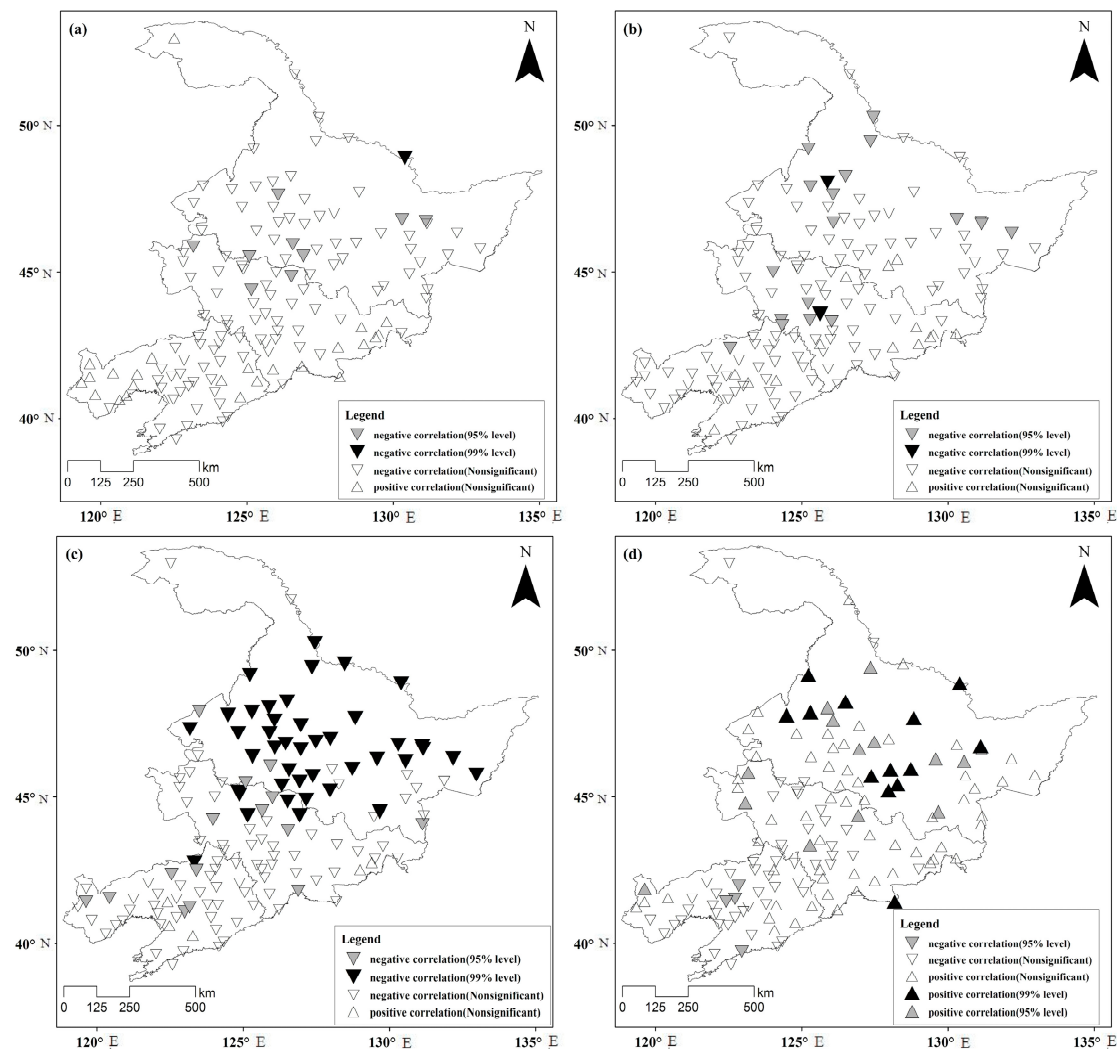 (a)
N
50° N
45° N
40° N
Legend
negative correlation(95% level)
negative correlation(99% level)
negative correlation(Nonsignificant)
positive correlation(Nonsignificant)
km
0 125 250 500
120° E 125° E 130° E 135° E
(b)
N
Legend
negative correlation(95% level)
negative correlation(99% level)
negative correlation(Nonsignificant)
positive correlation(Nonsignificant)
km
0 125 250 500
120° E 125° E 130° E 135° E
(c)
N
50° N
45° N
40° N
Legend
negative correlation(95% level)
negative correlation(99% level)
negative correlation(Nonsignificant)
positive correlation(Nonsignificant)
km
0 125 250 500
120° E 125° E 130° E 135° E
(d)
N
50° N
45° N
40° N
Legend
negative correlation(95% level)
negative correlation(Nonsignificant)
positive correlation(Nonsignificant)
positive correlation(99% level)
positive correlation(95% level)
km
0 125 250 500
120° E 125° E 130° E 135° E